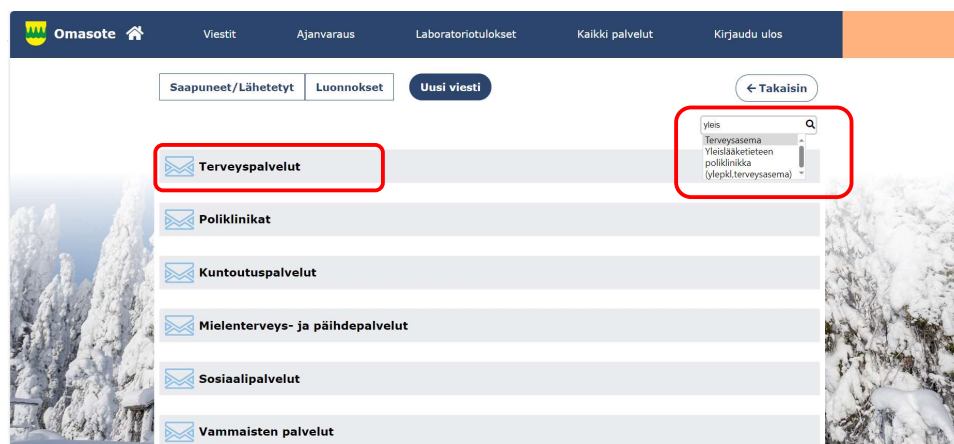 Omasote
Viestit
Ajanvaraus
Laboratoriotulokset
Kaikki palvelut
Kirjaudu ulos
Saapuneet/Lähetetyt
Luonnokset
Uusi viesti
Takaisin
yleis
Terveysasema
Yleislääketieteen
poliklinikka
(ylepkl,terveysasema)
Terveyspalvelut
Poliklinikat
Kuntoutuspalvelut
Mielenterveys- ja päihdepalvelut
Sosiaalipalvelut
Vammaisten palvelut